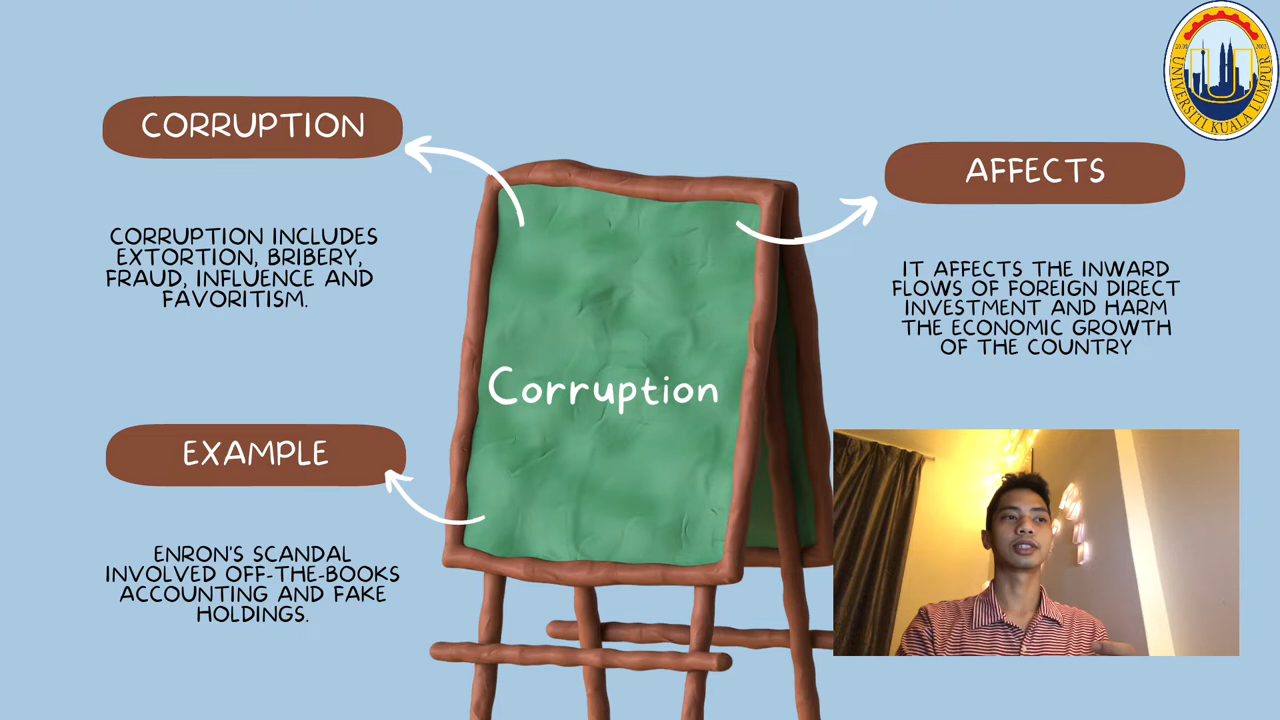 CORRUPTION
CORRUPTION INCLUDES
EXTORTION, BRIBERY,
FRAUD, INFLUENCE AND
FAVORITISM.
EXAMPLE
ENRON'S SCANDAL
INVOLVED OFF-THE-BOOKS
ACCOUNTING AND FAKE
HOLDINGS.
Corruption
AFFECTS
IT AFFECTS THE INWARD
FLOWS OF FOREIGN DIRECT
INVESTMENT AND HARM
THE ECONOMIC GROWTH
OF THE COUNTRY
UNIVERSITI KUALA LUMPUR